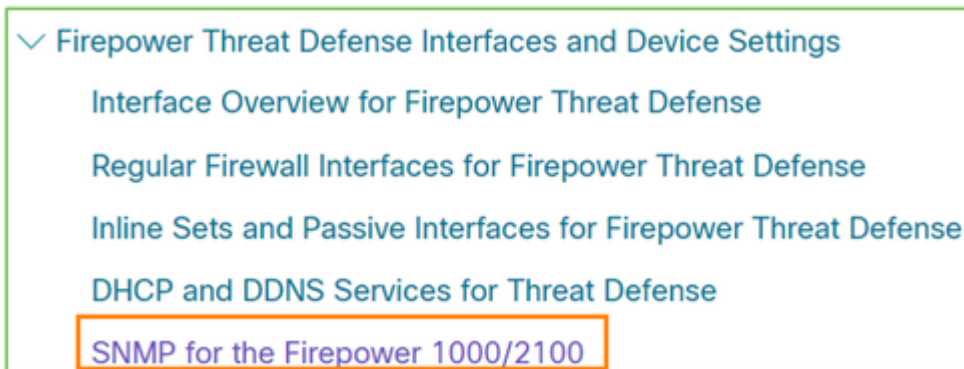 Firepower Threat Defense Interfaces and Device Settings
Interface Overview for Firepower Threat Defense
Regular Firewall Interfaces for Firepower Threat Defense
Inline Sets and Passive Interfaces for Firepower Threat Defense
DHCP and DDNS Services for Threat Defense
SNMP for the Firepower 1000/2100